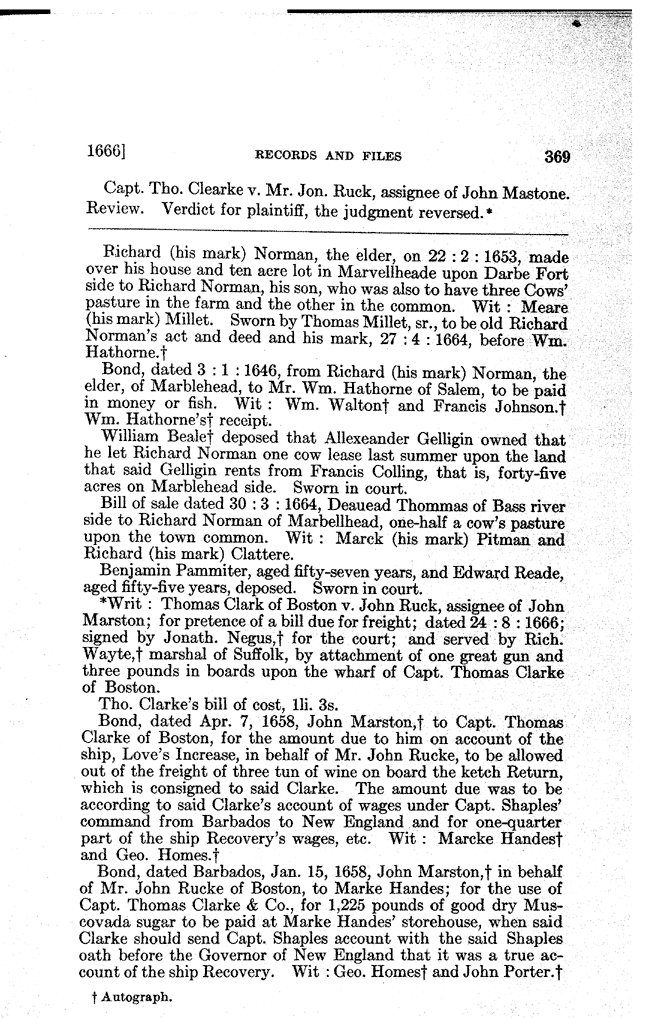 1666]
RECORDS AND FILES
369
Capt. Tho. Clearke v. Mr. Jon. Ruck, assignee of John Mastone.
Review. Verdict for plaintiff, the judgment reversed.*
Richard (his mark) Norman, the elder, on 22 : 2 : 1653, made
over his house and ten acre lot in Marvellheade upon Darbe Fort
side to Richard Norman, his son, who was also to have three Cows'
pasture in the farm and the other in the common. Wit : Meare
(his mark) Millet. Sworn by Thomas Millet, sr., to be old Richard
Norman's act and deed and his mark, 27 : 4 : 1664, before Wm.
Hathorne.†
Bond, dated 3 : 1 : 1646, from Richard (his mark) Norman, the
elder, of Marblehead, to Mr. Wm. Hathorne of Salem, to be paid
in money or fish. Wit : Wm. Walton† and Francis Johnson.†
Wm. Hathorne's† receipt.
William Beale† deposed that Allexeander Gelligin owned that
he let Richard Norman one cow lease last summer upon the land
that said Gelligin rents from Francis Colling, that is, forty-five
acres on Marblehead side. Sworn in court.
Bill of sale dated 30 : 3 : 1664, Deauead Thommas of Bass river
side to Richard Norman of Marbellhead, one-half a cow's pasture
upon the town common. Wit : Marck (his mark) Pitman and
Richard (his mark) Clattere.
Benjamin Pammiter, aged fifty-seven years, and Edward Reade,
aged fifty-five years, deposed. Sworn in court.
*Writ : Thomas Clark of Boston v. John Ruck, assignee of John
Marston; for pretence of a bill due for freight; dated 24 : 8 : 1666;
signed by Jonath. Negus,† for the court; and served by Rich.
Wayte,† marshal of Suffolk, by attachment of one great gun and
three pounds in boards upon the wharf of Capt. Thomas Clarke
of Boston.
Tho. Clarke's bill of cost, 1li. 3s.
Bond, dated Apr. 7, 1658, John Marston,† to Capt. Thomas
Clarke of Boston, for the amount due to him on account of the
ship, Love's Increase, in behalf of Mr. John Rucke, to be allowed
out of the freight of three tun of wine on board the ketch Return,
which is consigned to said Clarke. The amount due was to be
according to said Clarke's account of wages under Capt. Shaples'
command from Barbados to New England and for one-quarter
part of the ship Recovery's wages, etc. Wit : Marcke Handes†
and Geo. Homes.†
Bond, dated Barbados, Jan. 15, 1658, John Marston,† in behalf
of Mr. John Rucke of Boston, to Marke Handes; for the use of
Capt. Thomas Clarke & Co., for 1,225 pounds of good dry Mus-
covada sugar to be paid at Marke Handes' storehouse, when said
Clarke should send Capt. Shaples account with the said Shaples
oath before the Governor of New England that it was a true ac-
count of the ship Recovery. Wit : Geo. Homes† and John Porter.†
† Autograph.